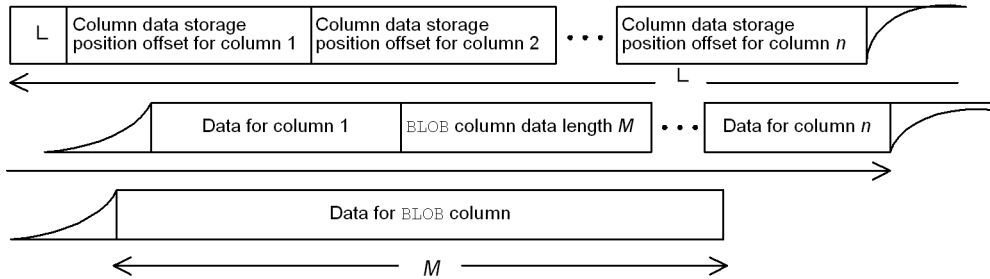 L
Column data storage
position offset for column 1
Column data storage
position offset for column 2
• • •
Column data storage
position offset for column n
L
Data for column 1
BLOB column data length M
• • •
Data for column n
Data for BLOB column
M